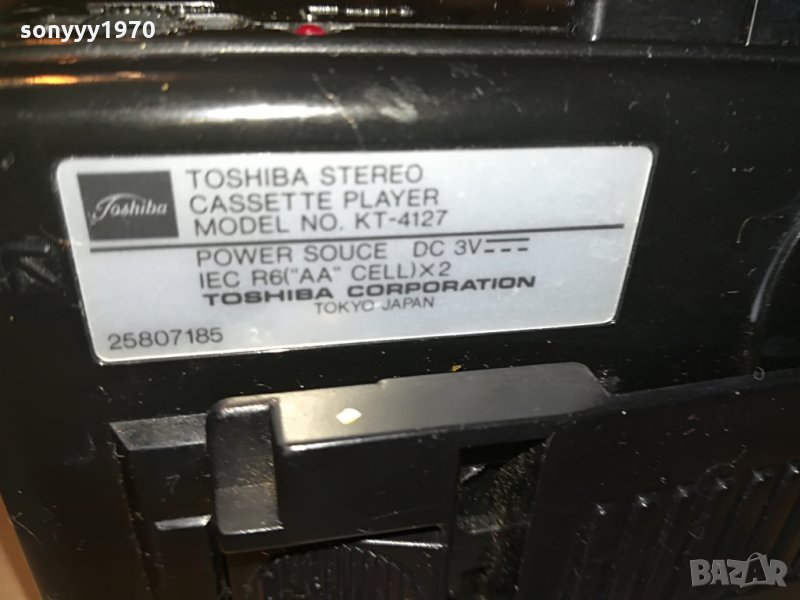 sonyyy1970
Toshiba
TOSHIBA STEREO
CASSETTE PLAYER
MODEL NO. KT-4127
POWER SOUCE DC 3V
IEC R6("AA" CELL)×2
TOSHIBA CORPORATION
TOKYO JAPAN
25807185
BAZAR